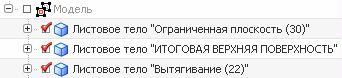 Модель
Листовое тело "Ограниченная плоскость (30)"
Листовое тело "ИТОГОВАЯ ВЕРХНЯЯ ПОВЕРХНОСТЬ"
Листовое тело "Вытягивание (22)"